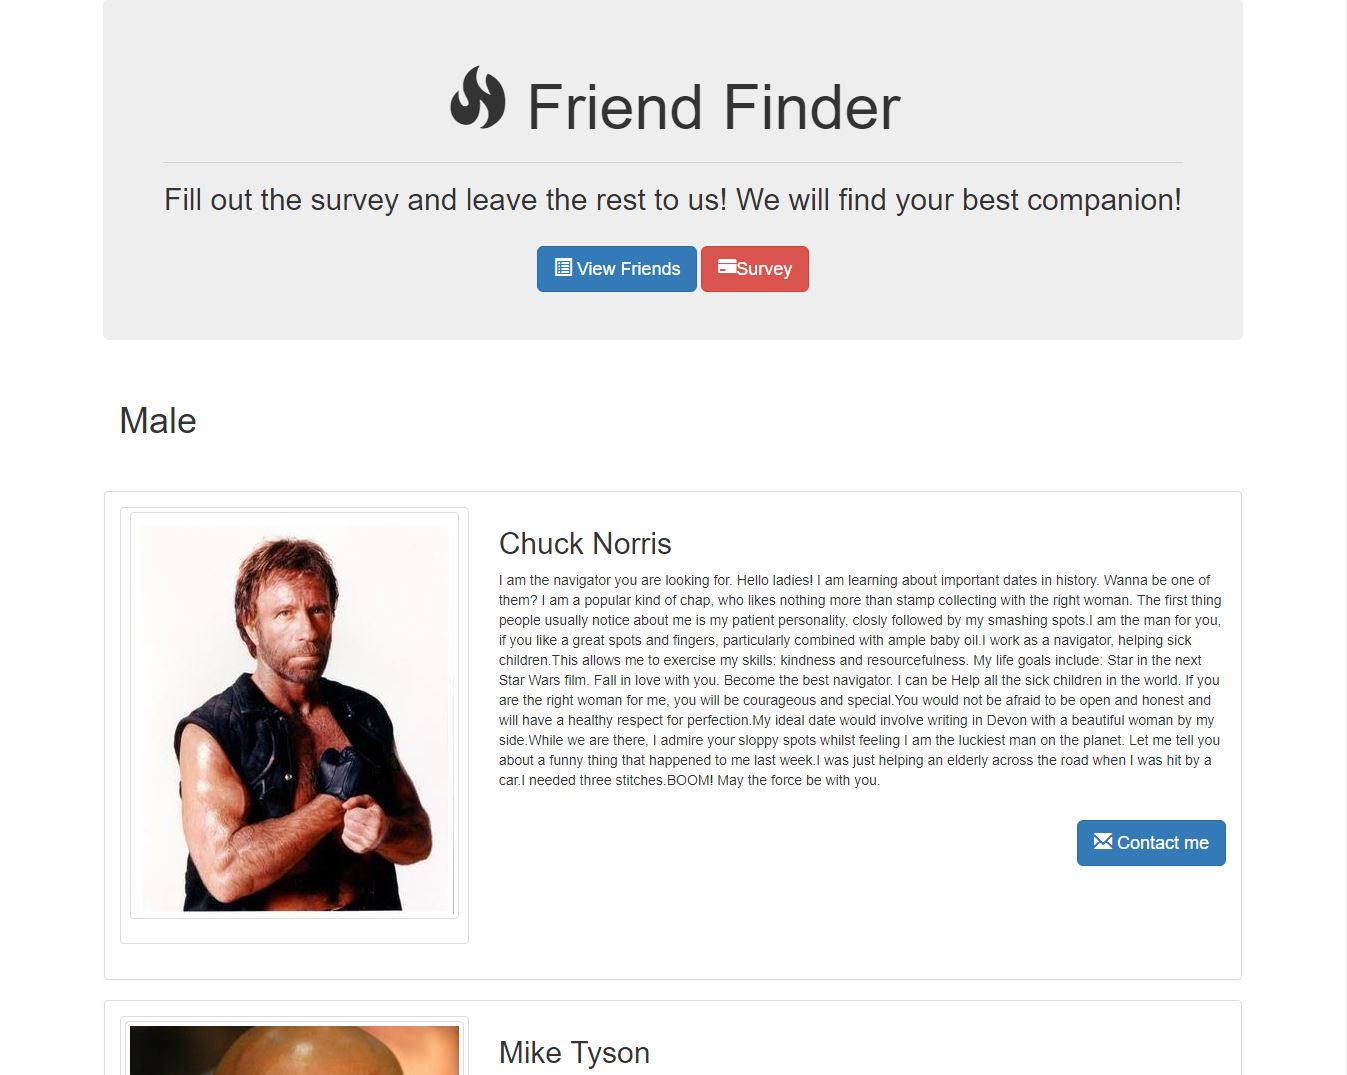 Friend Finder
Fill out the survey and leave the rest to us! We will find your best companion!
View Friends
Survey
Male
Chuck Norris
I am the navigator you are looking for. Hello ladies! I am learning about important dates in history. Wanna be one of
them? I am a popular kind of chap, who likes nothing more than stamp collecting with the right woman. The first thing
people usually notice about me is my patient personality, closly followed by my smashing spots.I am the man for you,
if you like a great spots and fingers, particularly combined with ample baby oil.I work as a navigator, helping sick
children.This allows me to exercise my skills: kindness and resourcefulness. My life goals include: Star in the next
Star Wars film. Fall in love with you. Become the best navigator. I can be Help all the sick children in the world. If you
are the right woman for me, you will be courageous and special.You would not be afraid to be open and honest and
will have a healthy respect for perfection.My ideal date would involve writing in Devon with a beautiful woman by my
side.While we are there, I admire your sloppy spots whilst feeling I am the luckiest man on the planet. Let me tell you
about a funny thing that happened to me last week.I was just helping an elderly across the road when I was hit by a
car.I needed three stitches.BOOM! May the force be with you.
Contact me
Mike Tyson